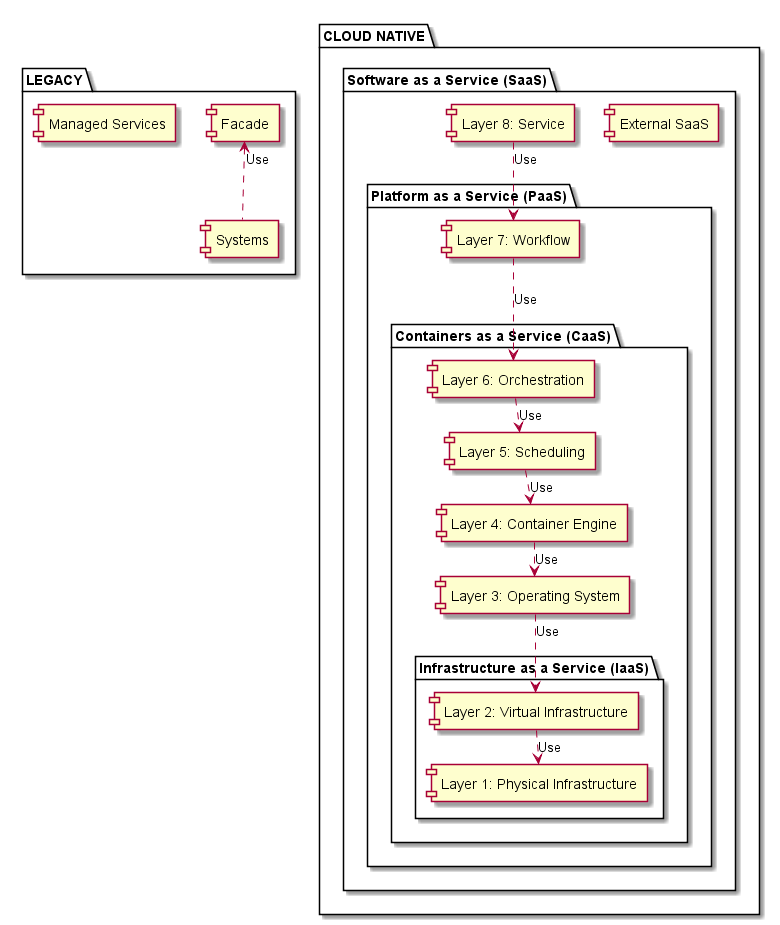 LEGACY
Managed Services
Facade
Use
Systems
CLOUD NATIVE
Software as a Service (SaaS)
Layer 8: Service
External SaaS
Use
Platform as a Service (PaaS)
Layer 7: Workflow
Use
Containers as a Service (CaaS)
Layer 6: Orchestration
Use
Layer 5: Scheduling
Use
Layer 4: Container Engine
Use
Layer 3: Operating System
Use
Infrastructure as a Service (IaaS)
Layer 2: Virtual Infrastructure
Use
Layer 1: Physical Infrastructure